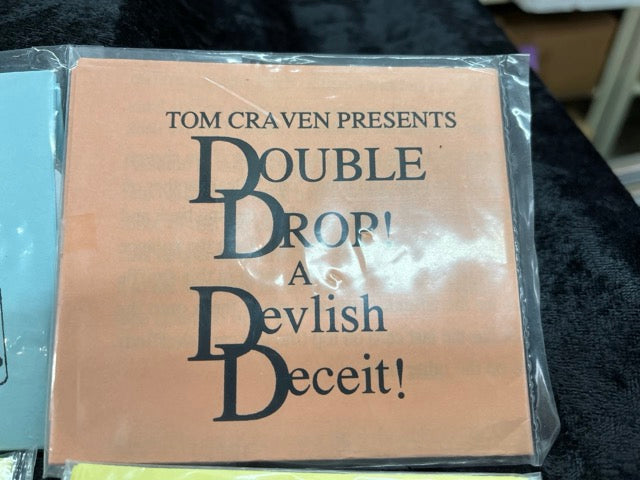 TOM CRAVEN PRESENTS
DOUBLE
DROP!
A
Devlish
Deceit!